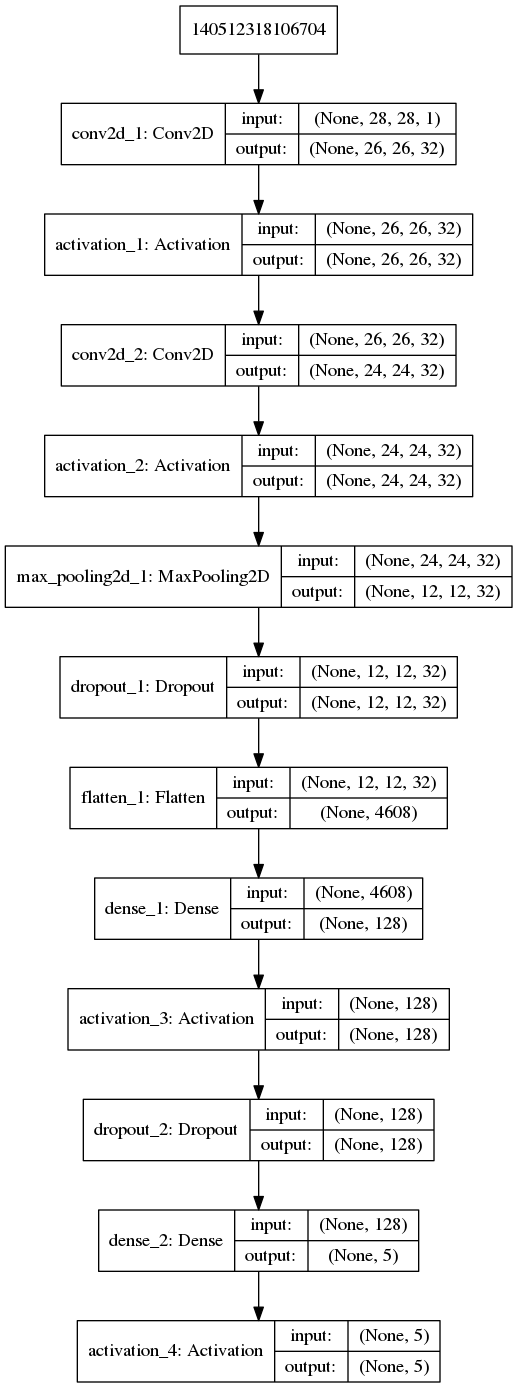 140512318106704
conv2d_1: Conv2D
input: (None, 28, 28, 1)
output: (None, 26, 26, 32)
activation_1: Activation
input: (None, 26, 26, 32)
output: (None, 26, 26, 32)
conv2d_2: Conv2D
input: (None, 26, 26, 32)
output: (None, 24, 24, 32)
activation_2: Activation
input: (None, 24, 24, 32)
output: (None, 24, 24, 32)
max_pooling2d_1: MaxPooling2D
input: (None, 24, 24, 32)
output: (None, 12, 12, 32)
dropout_1: Dropout
input: (None, 12, 12, 32)
output: (None, 12, 12, 32)
flatten_1: Flatten
input: (None, 12, 12, 32)
output: (None, 4608)
dense_1: Dense
input: (None, 4608)
output: (None, 128)
activation_3: Activation
input: (None, 128)
output: (None, 128)
dropout_2: Dropout
input: (None, 128)
output: (None, 128)
dense_2: Dense
input: (None, 128)
output: (None, 5)
activation_4: Activation
input: (None, 5)
output: (None, 5)